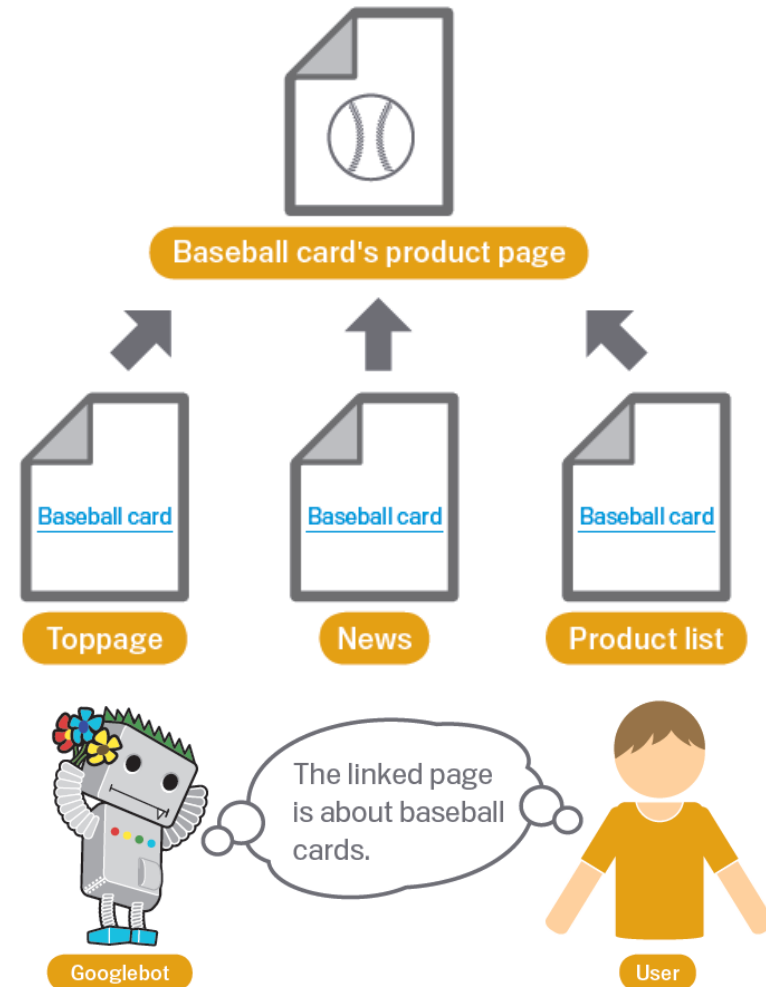 Baseball card's product page
Baseball card
Baseball card
Baseball card
Toppage
News
Product list
The linked page
is about baseball
cards.
Googlebot
User